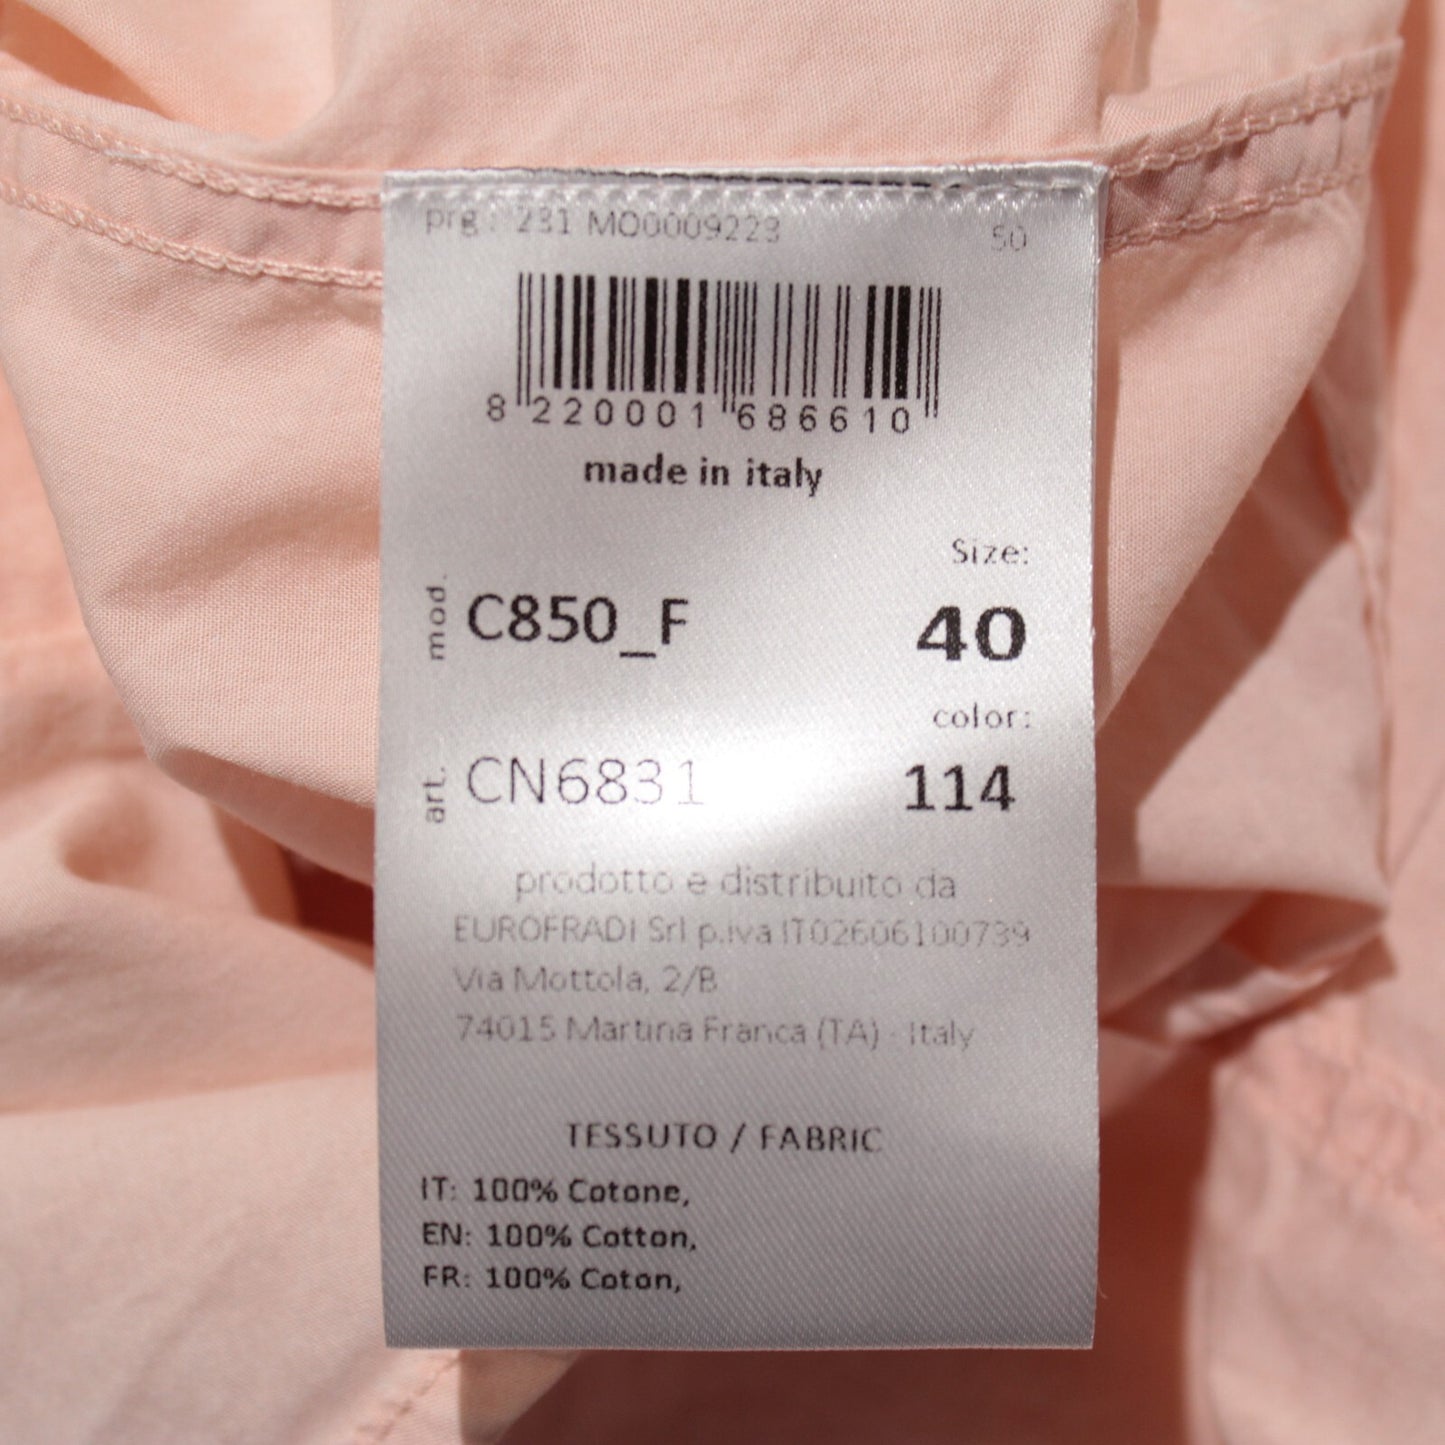 prg : 231 MO0009223 50
8 220001 686610
made in italy
Size:
mod. C850_F 40
color:
art. CN6831 114
prodotto e distribuito da
EUROFRADI Srl p.iva IT02606100739
Via Mottola, 2/B
74015 Martina Franca (TA) - Italy
TESSUTO / FABRIC
IT: 100% Cotone,
EN: 100% Cotton,
FR: 100% Coton,